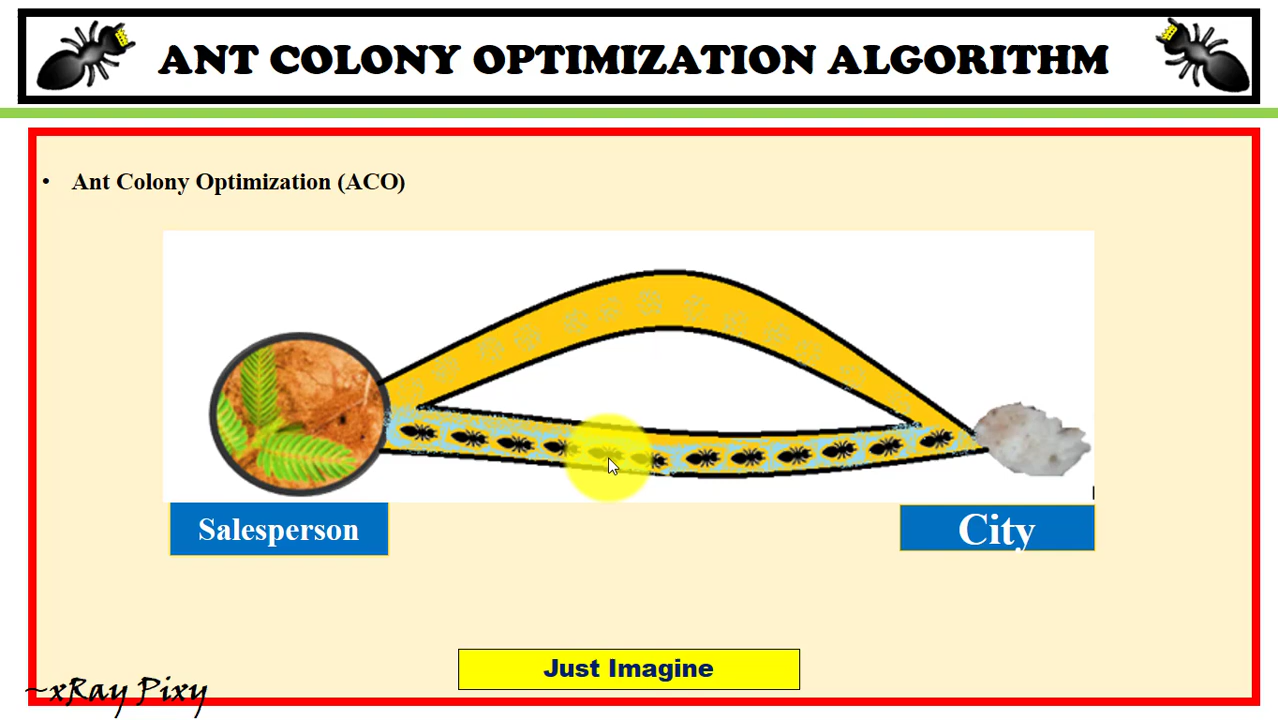 ANT COLONY OPTIMIZATION ALGORITHM
• Ant Colony Optimization (ACO)
Salesperson
City
Just Imagine
~xRay Pixy